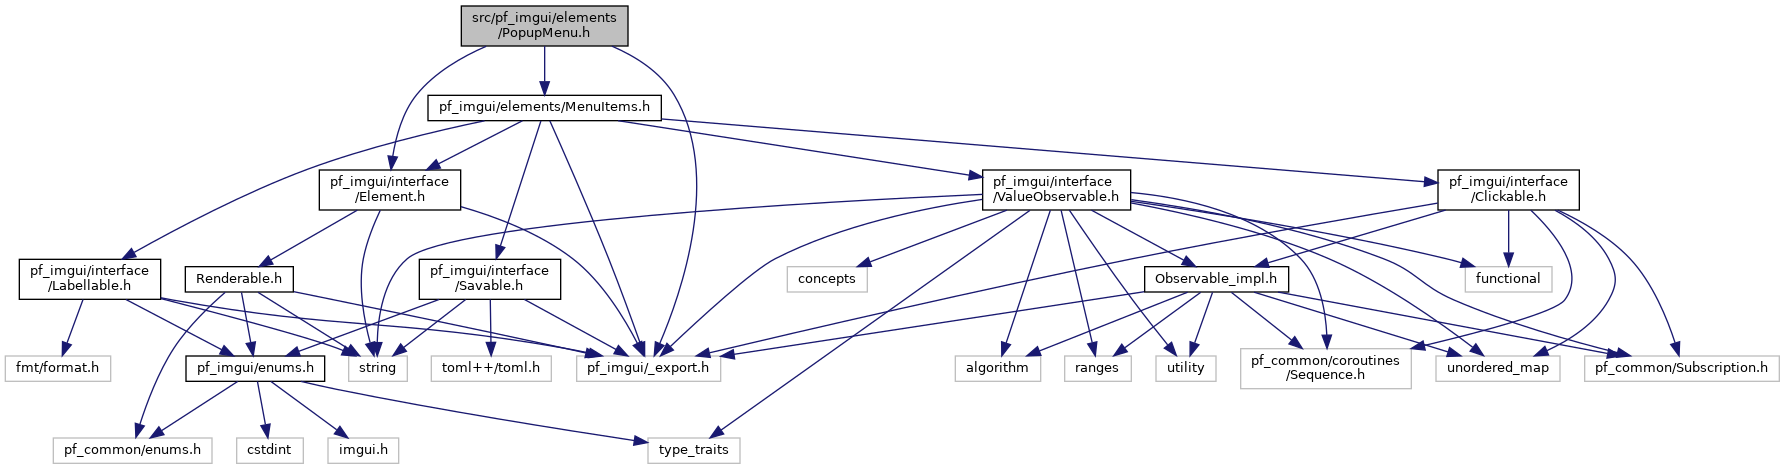 src/pf_imgui/elements
/PopupMenu.h
pf_imgui/elements/MenuItems.h
pf_imgui/interface
/Element.h
pf_imgui/interface
/ValueObservable.h
pf_imgui/interface
/Clickable.h
pf_imgui/interface
/Labellable.h
Renderable.h
pf_imgui/interface
/Savable.h
concepts
Observable_impl.h
functional
fmt/format.h
pf_imgui/enums.h
string
toml++/toml.h
pf_imgui/_export.h
algorithm
ranges
utility
pf_common/coroutines
/Sequence.h
unordered_map
pf_common/Subscription.h
pf_common/enums.h
cstdint
imgui.h
type_traits